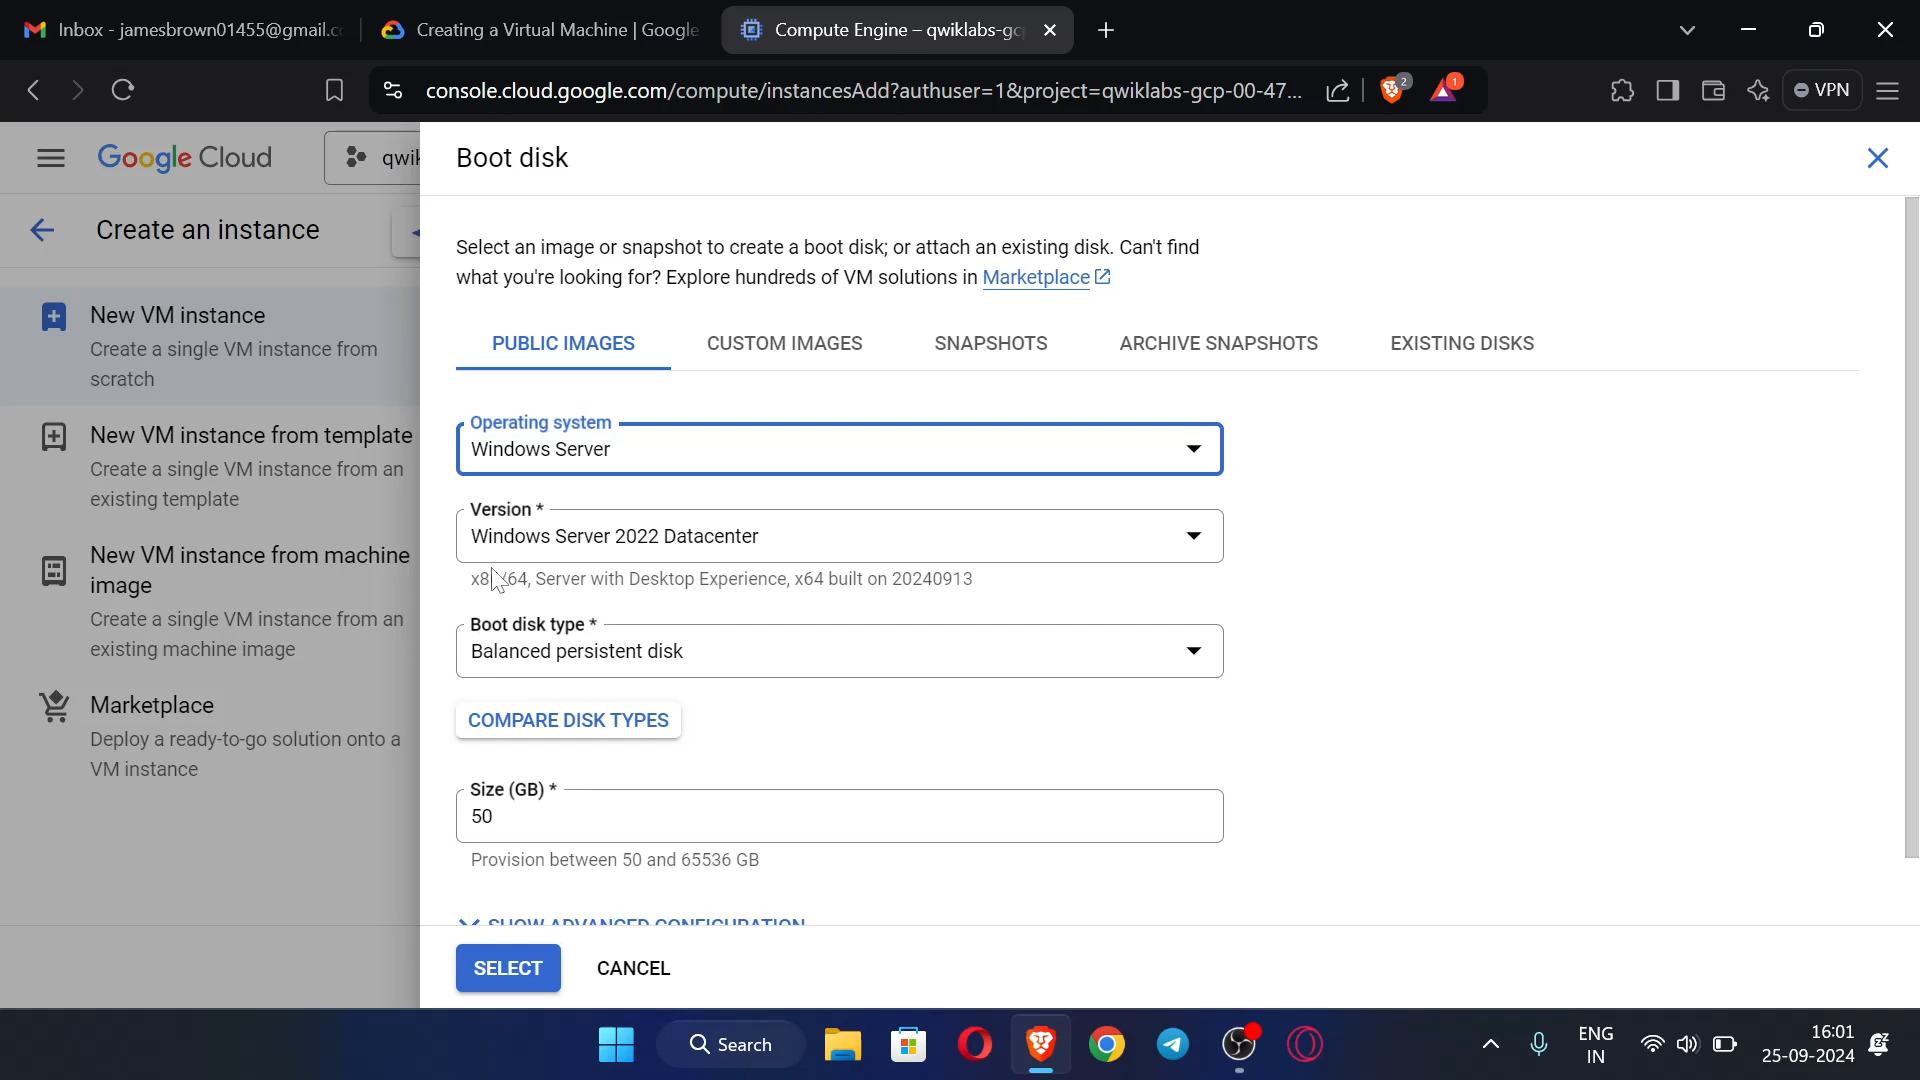 Inbox - jamesbrown01455@gmail.c
Creating a Virtual Machine | Google
Compute Engine – qwiklabs-gc
console.cloud.google.com/compute/instancesAdd?authuser=1&project=qwiklabs-gcp-00-47...
2
1
VPN
Google Cloud
qwik
Boot disk
Create an instance
Select an image or snapshot to create a boot disk; or attach an existing disk. Can't find
what you're looking for? Explore hundreds of VM solutions in Marketplace
New VM instance
Create a single VM instance from
scratch
New VM instance from template
Create a single VM instance from an
existing template
New VM instance from machine
image
Create a single VM instance from an
existing machine image
Marketplace
Deploy a ready-to-go solution onto a
VM instance
PUBLIC IMAGES
CUSTOM IMAGES
SNAPSHOTS
ARCHIVE SNAPSHOTS
EXISTING DISKS
Operating system
Windows Server
Version *
Windows Server 2022 Datacenter
/64, Server with Desktop Experience, x64 built on 20240913
Boot disk type *
Balanced persistent disk
COMPARE DISK TYPES
Size (GB) *
50
Provision between 50 and 65536 GB
SHOW ADVANCED CONFIGURATION
SELECT
CANCEL
Search
ENG
IN
16:01
25-09-2024